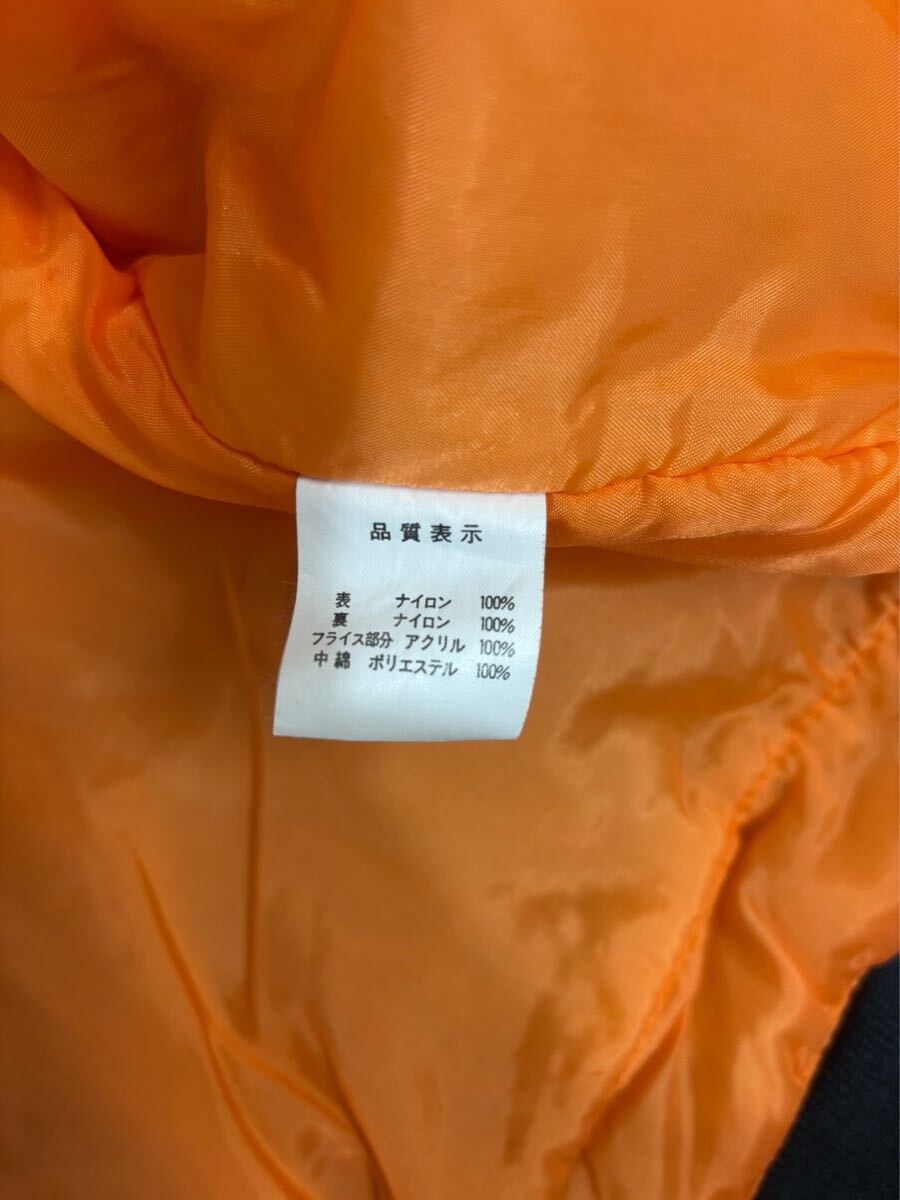 品質表示
表 ナイロン 100%
裏 ナイロン 100%
フライス部分 アクリル 100%
中綿 ポリエステル 100%